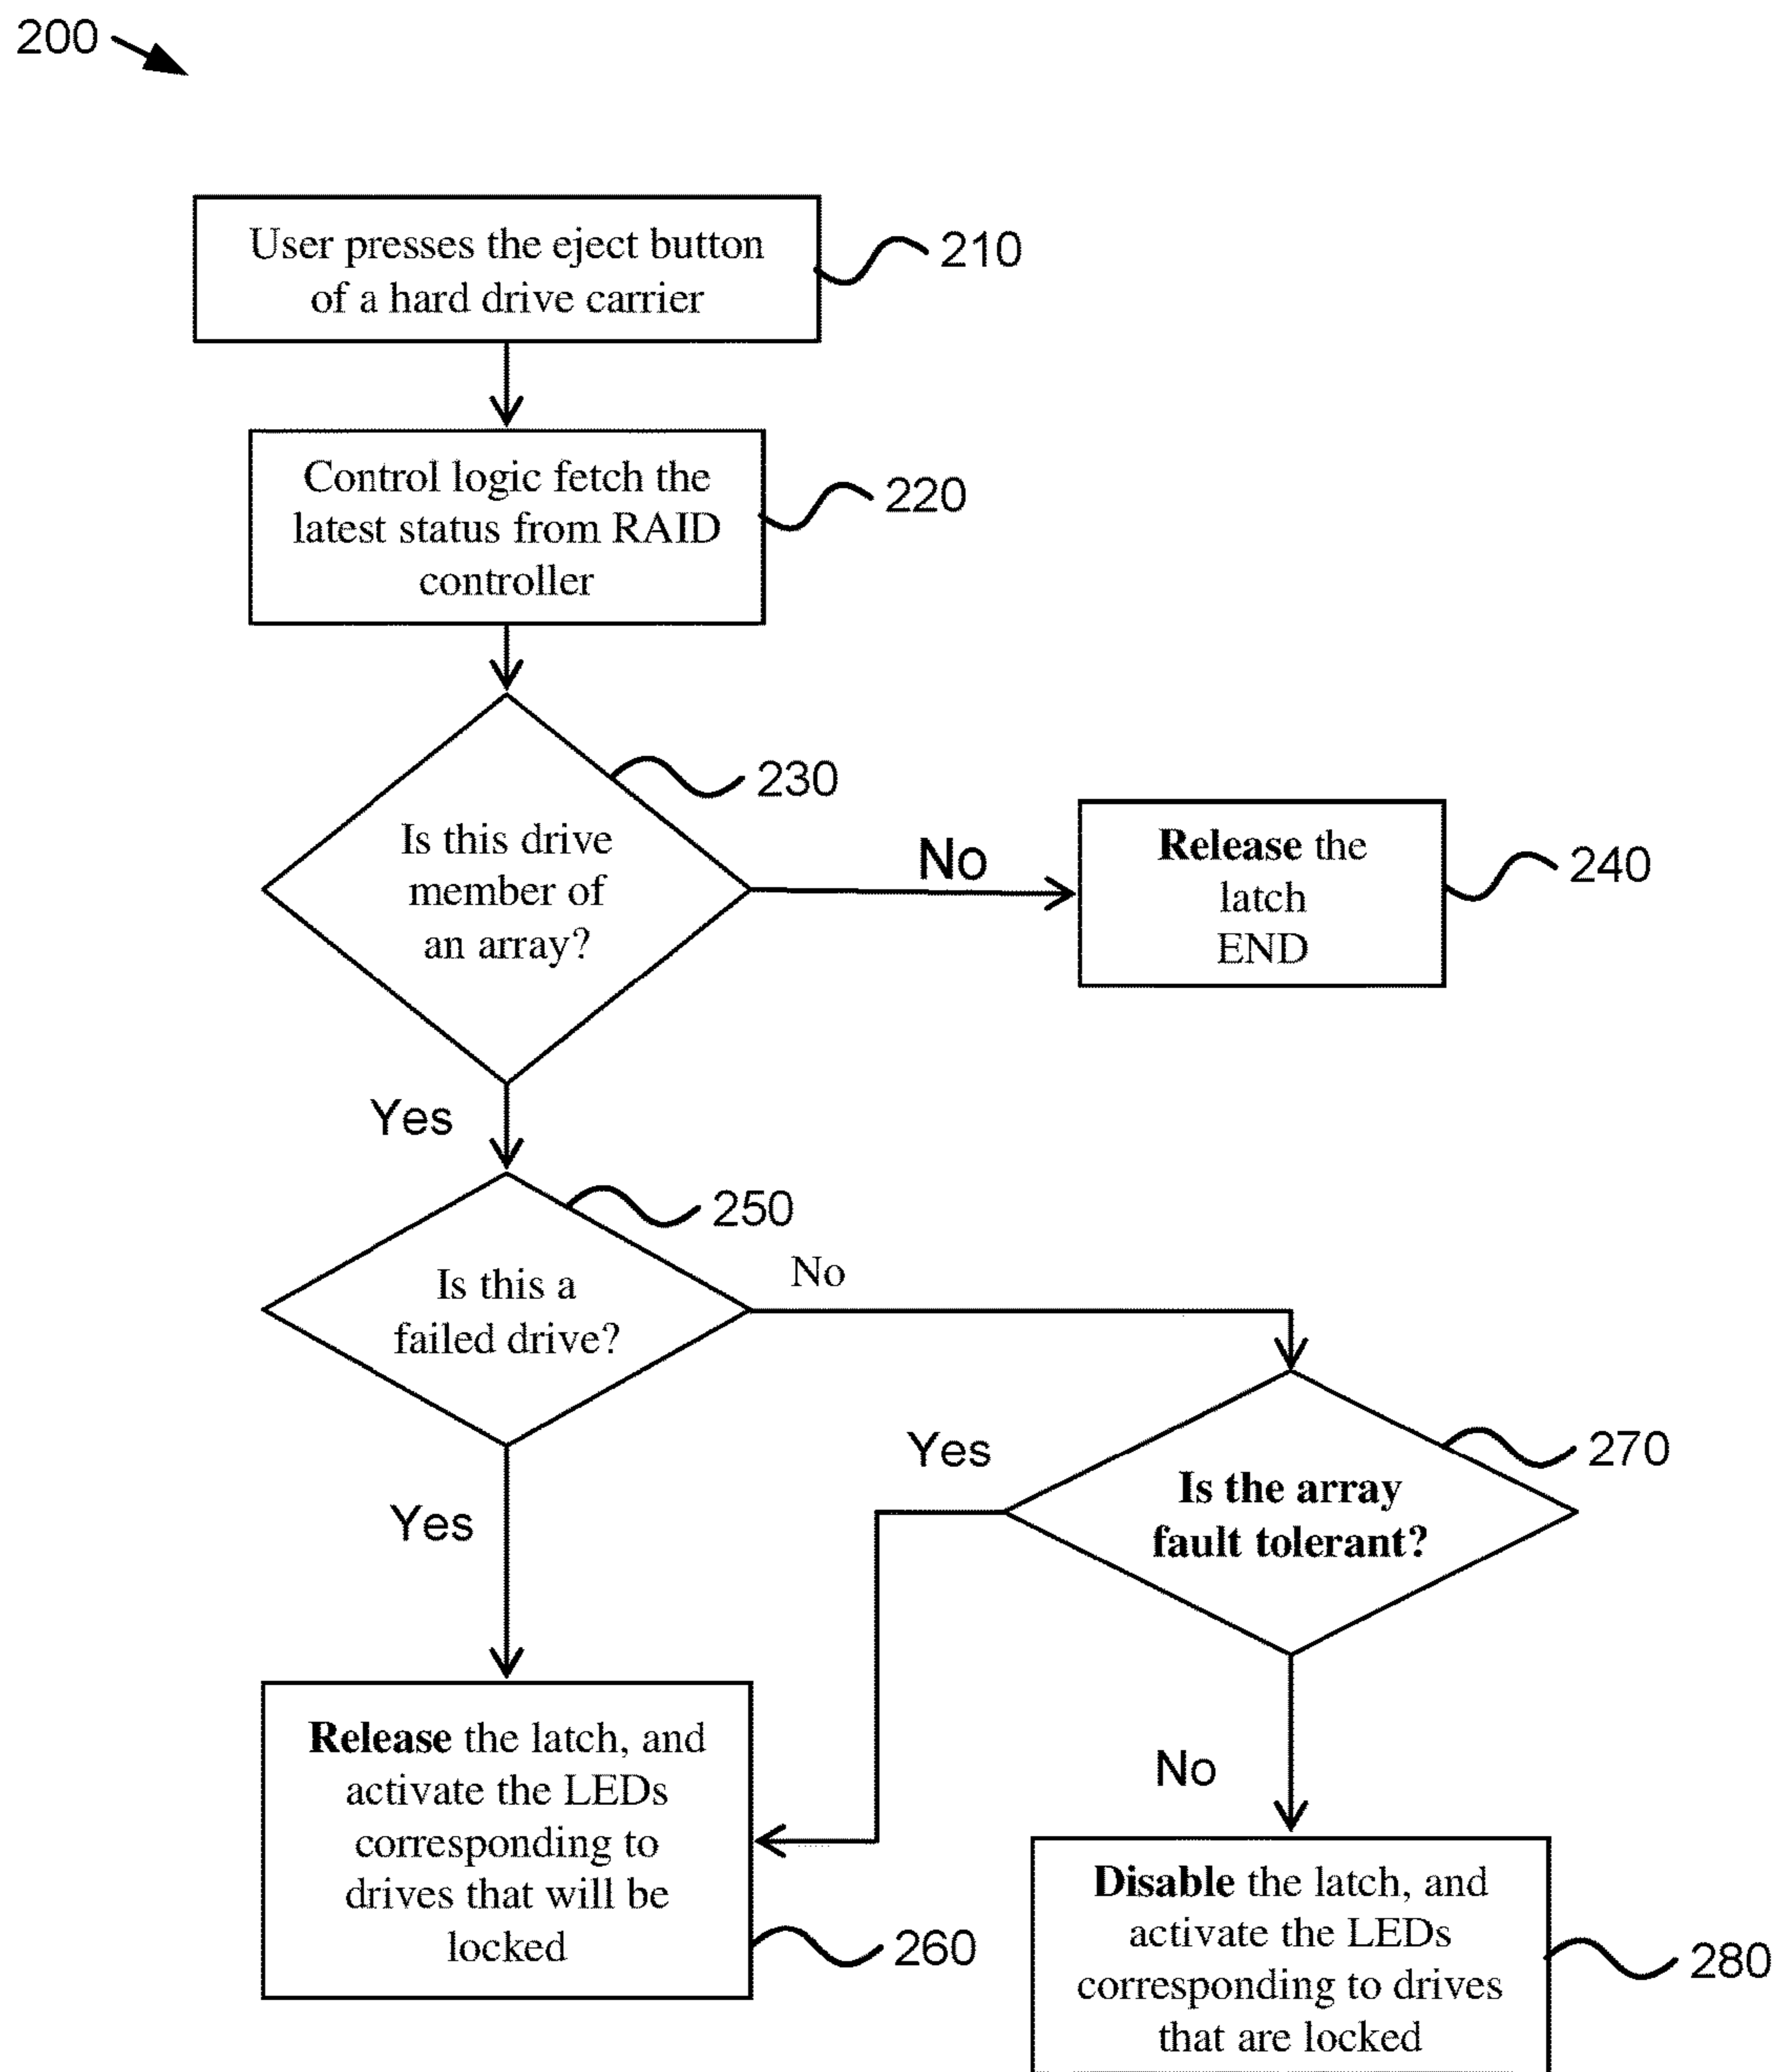 200
User presses the eject button
of a hard drive carrier
210
Control logic fetch the
latest status from RAID
controller
220
230
Is this drive
member of
an array?
No
Release the
latch
END
240
Yes
250
Is this a
failed drive?
No
Yes
270
Is the array
fault tolerant?
Yes
No
Release the latch, and
activate the LEDs
corresponding to
drives that will be
locked
260
Disable the latch, and
activate the LEDs
corresponding to drives
that are locked
280